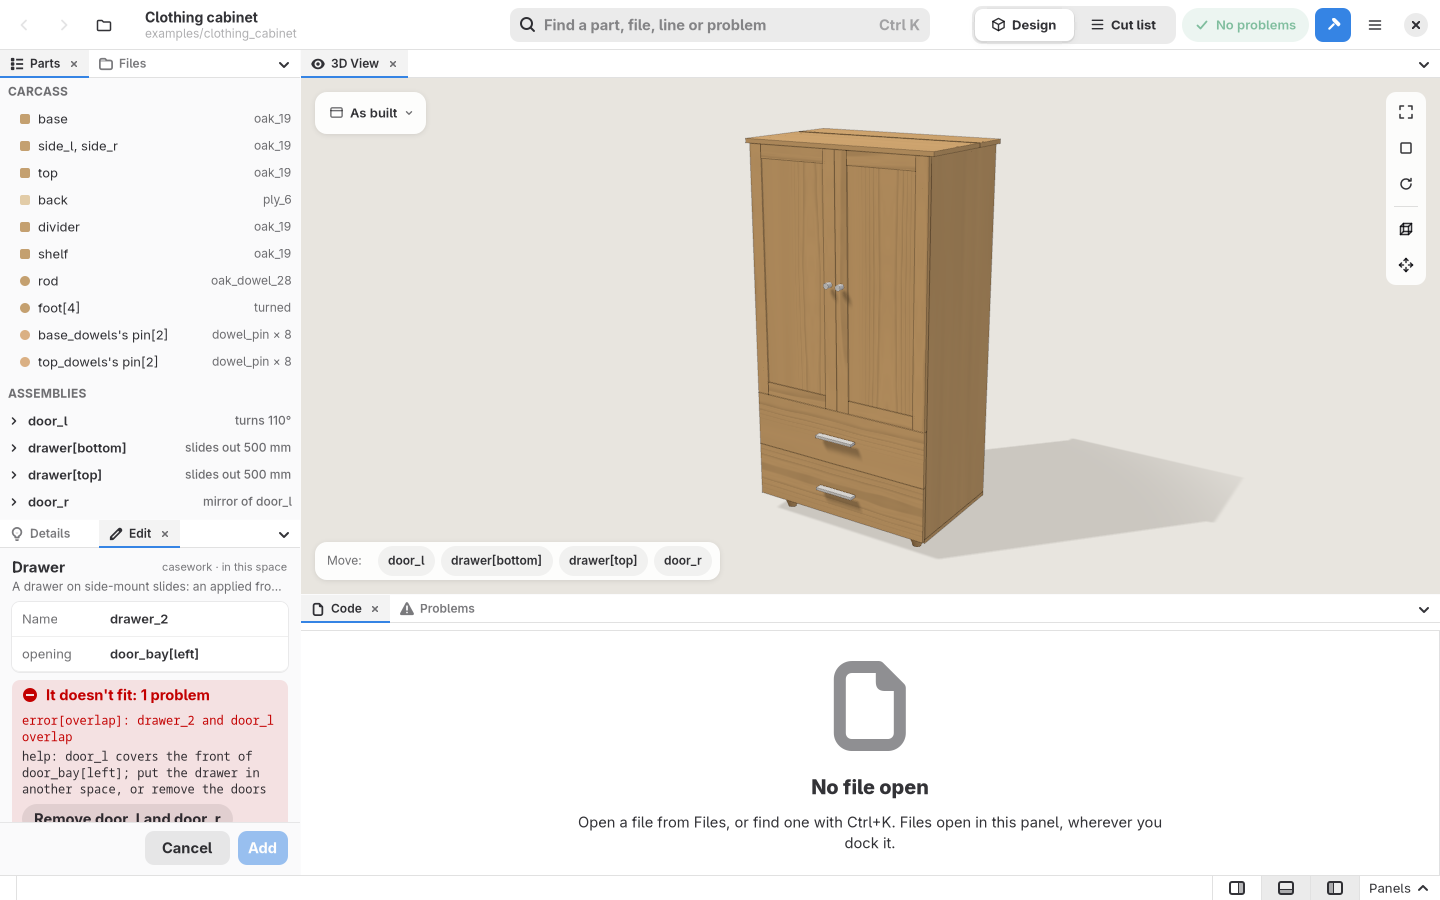 Clothing cabinet
examples/clothing_cabinet
Find a part, file, line or problem
Ctrl K
Design
Cut list
No problems
Parts
Files
3D View
CARCASS
base
oak_19
side_l, side_r
oak_19
top
oak_19
back
ply_6
divider
oak_19
shelf
oak_19
rod
oak_dowel_28
foot[4]
turned
base_dowels's pin[2]
dowel_pin × 8
top_dowels's pin[2]
dowel_pin × 8
ASSEMBLIES
door_l
turns 110°
drawer[bottom]
slides out 500 mm
drawer[top]
slides out 500 mm
door_r
mirror of door_l
As built
Move:
door_l
drawer[bottom]
drawer[top]
door_r
Details
Edit
Drawer
casework · in this space
A drawer on side-mount slides: an applied fro...
Name
drawer_2
opening
door_bay[left]
It doesn't fit: 1 problem
error[overlap]: drawer_2 and door_l
overlap
help: door_l covers the front of
door_bay[left]; put the drawer in
another space, or remove the doors
Remove door_l and door_r
Cancel
Add
Code
Problems
No file open
Open a file from Files, or find one with Ctrl+K. Files open in this panel, wherever you
dock it.
Panels